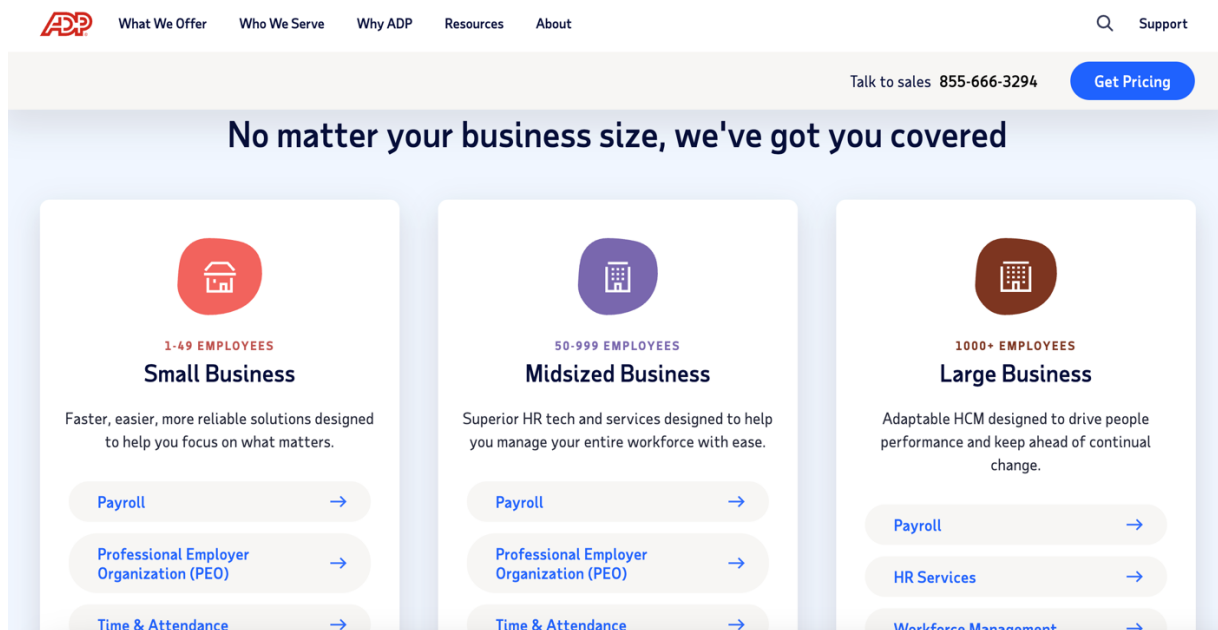 ADP
What We Offer
Who We Serve
Why ADP
Resources
About
Support
Talk to sales 855-666-3294
Get Pricing
No matter your business size, we've got you covered
1-49 EMPLOYEES
Small Business
Faster, easier, more reliable solutions designed
to help you focus on what matters.
Payroll
Professional Employer
Organization (PEO)
Time & Attendance
50-999 EMPLOYEES
Midsized Business
Superior HR tech and services designed to help
you manage your entire workforce with ease.
Payroll
Professional Employer
Organization (PEO)
Time & Attendance
1000+ EMPLOYEES
Large Business
Adaptable HCM designed to drive people
performance and keep ahead of continual
change.
Payroll
HR Services
Workforce Management